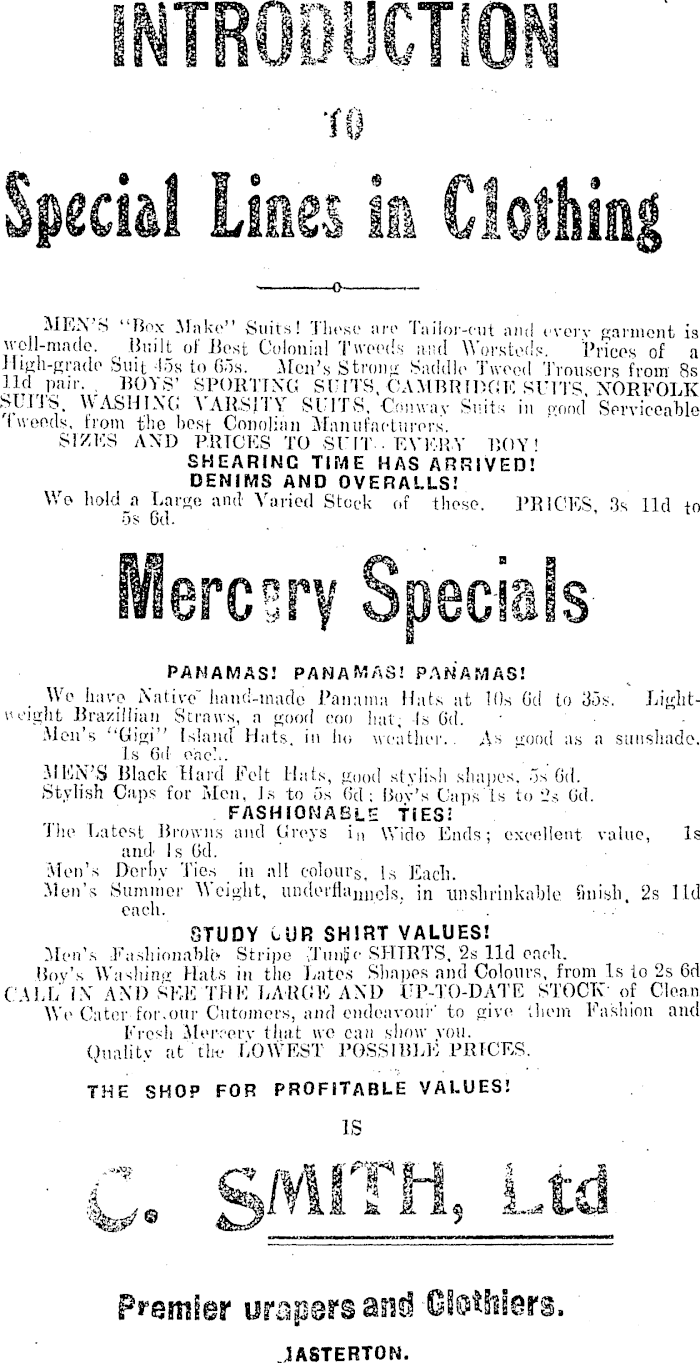 INTRODUCTION
TO
Special Lines in Clothing
MEN'S "Box Make" Suits! These are Tailor-cut and every garment is
well-made. Built of Best Colonial Tweeds and Worsteds. Prices of a
High-grade Suit 45s to 65s. Men's Strong Saddle Tweed Trousers from 8s
11d pair. BOYS' SPORTING SUITS, CAMBRIDGE SUITS, NORFOLK
SUITS, WASHING VARSITY SUITS, Conway Suits in good Serviceable
Tweeds, from the best Conolian Manufacturers.
SIZES AND PRICES TO SUIT EVERY BOY!
SHEARING TIME HAS ARRIVED!
DENIMS AND OVERALLS!
We hold a Large and Varied Stock of these. PRICES, 3s 11d to
5s 6d.
Mercery Specials
PANAMAS! PANAMAS! PANAMAS!
We have Native hand-made Panama Hats at 10s 6d to 35s. Light-
weight Brazillian Straws, a good coo hat, 4s 6d.
Men's "Gigi" Island Hats, in ho weather. As good as a sunshade.
1s 6d each.
MEN'S Black Hard Felt Hats, good stylish shapes, 5s 6d.
Stylish Caps for Men, 1s to 5s 6d; Boy's Caps 1s to 2s 6d.
FASHIONABLE TIES!
The Latest Browns and Greys in Wide Ends; excellent value, 1s
and 1s 6d.
Men's Derby Ties in all colours, 1s Each.
Men's Summer Weight, underflannels, in unshrinkable finish, 2s 11d
each.
STUDY OUR SHIRT VALUES!
Men's Fashionable Stripe Tunic SHIRTS, 2s 11d each.
Boy's Washing Hats in the Lates Shapes and Colours, from 1s to 2s 6d
CALL IN AND SEE THE LARGE AND UP-TO-DATE STOCK of Clean
We Cater for our Cutomers, and endeavour to give them Fashion and
Fresh Mercery that we can show you.
Quality at the LOWEST POSSIBLE PRICES.
THE SHOP FOR PROFITABLE VALUES!
IS
C. SMITH, Ltd
Premier Drapers and Clothiers.
MASTERTON.